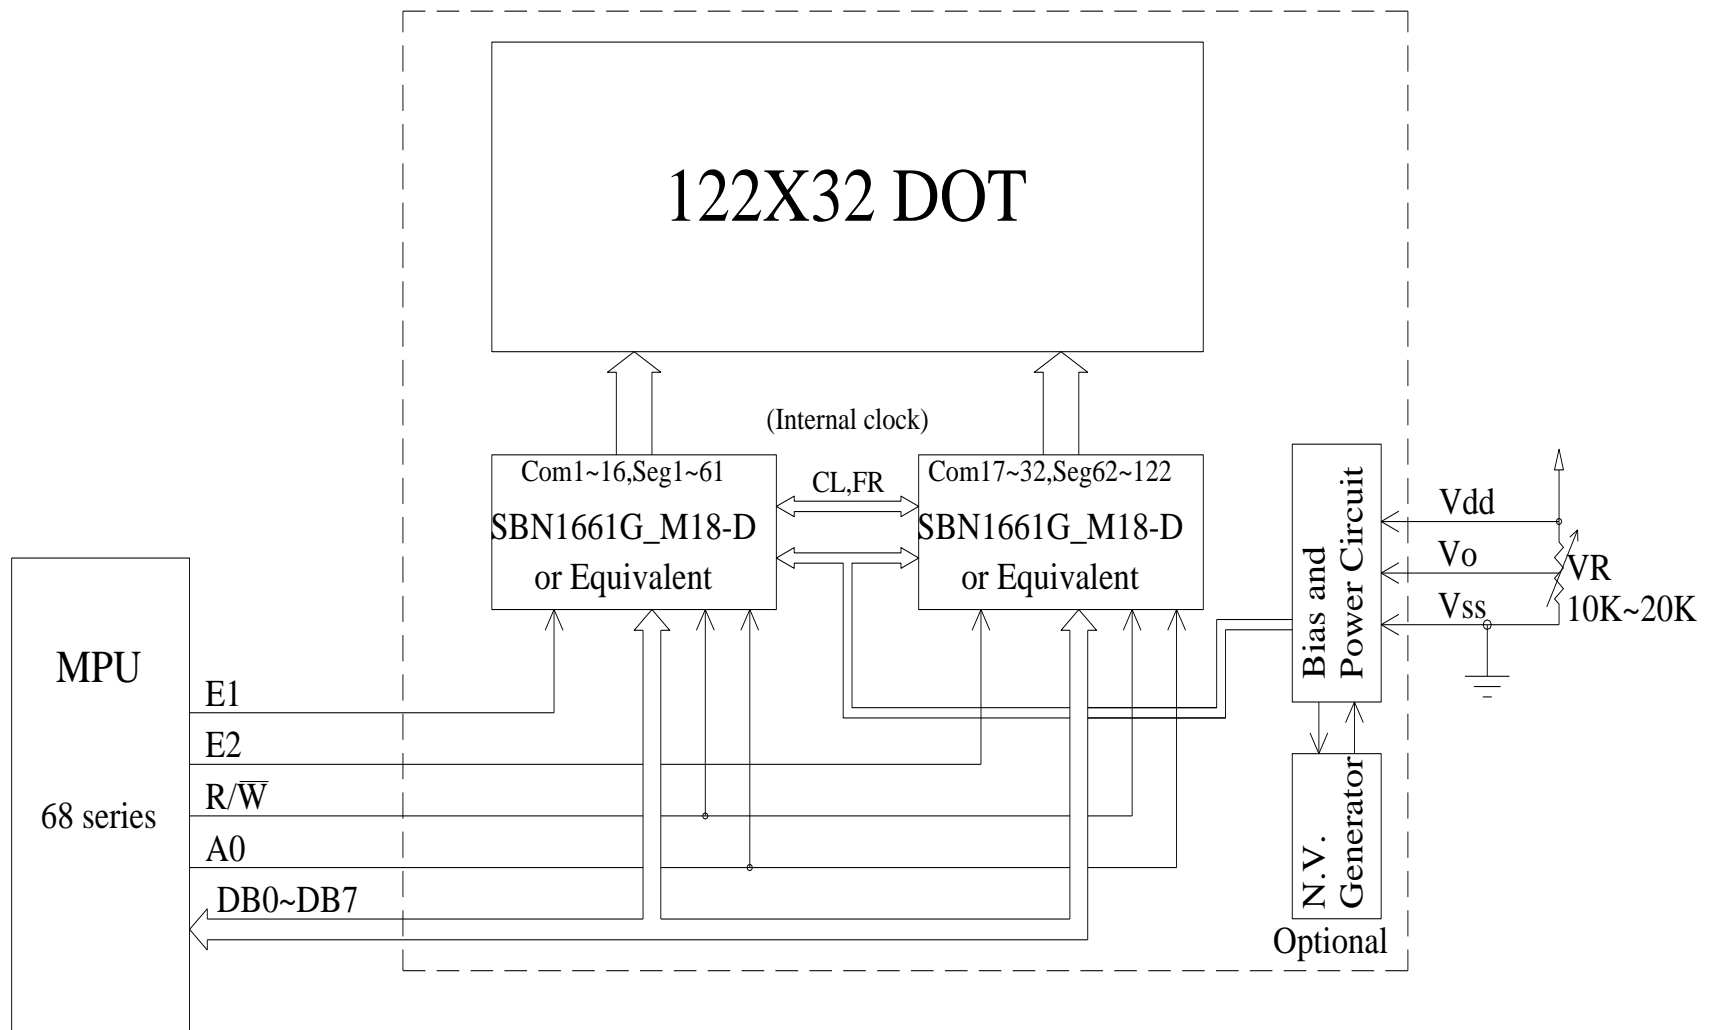 122X32 DOT
(Internal clock)
Com1~16,Seg1~61
SBN1661G_M18-D
or Equivalent
CL,FR
Com17~32,Seg62~122
SBN1661G_M18-D
or Equivalent
Bias and
Power Circuit
Vdd
Vo
Vss
VR
10K~20K
N.V.
Generator
Optional
MPU
68 series
E1
E2
R/W̅
A0
DB0~DB7